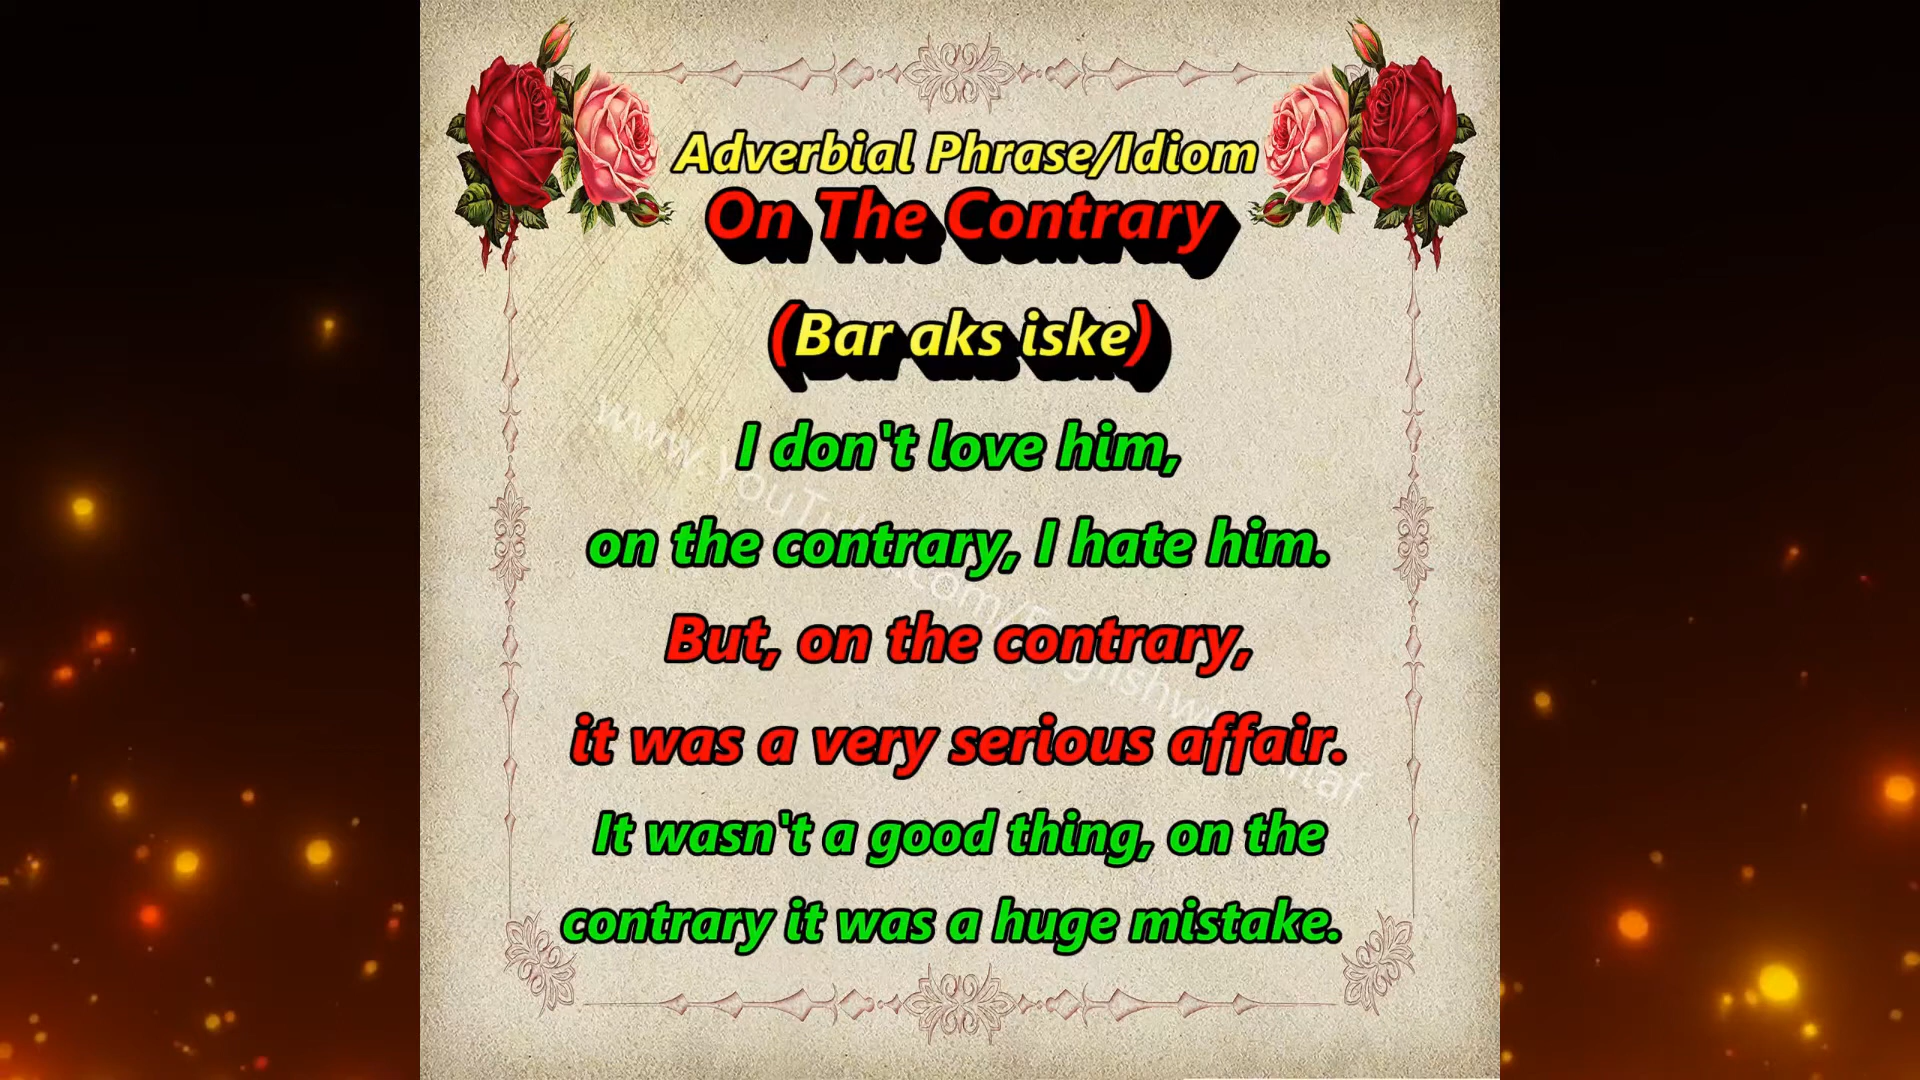 Adverbial Phrase/Idiom
On The Contrary
(Bar aks iske)
I don't love him,
on the contrary, I hate him.
But, on the contrary,
it was a very serious affair.
It wasn't a good thing, on the
contrary it was a huge mistake.